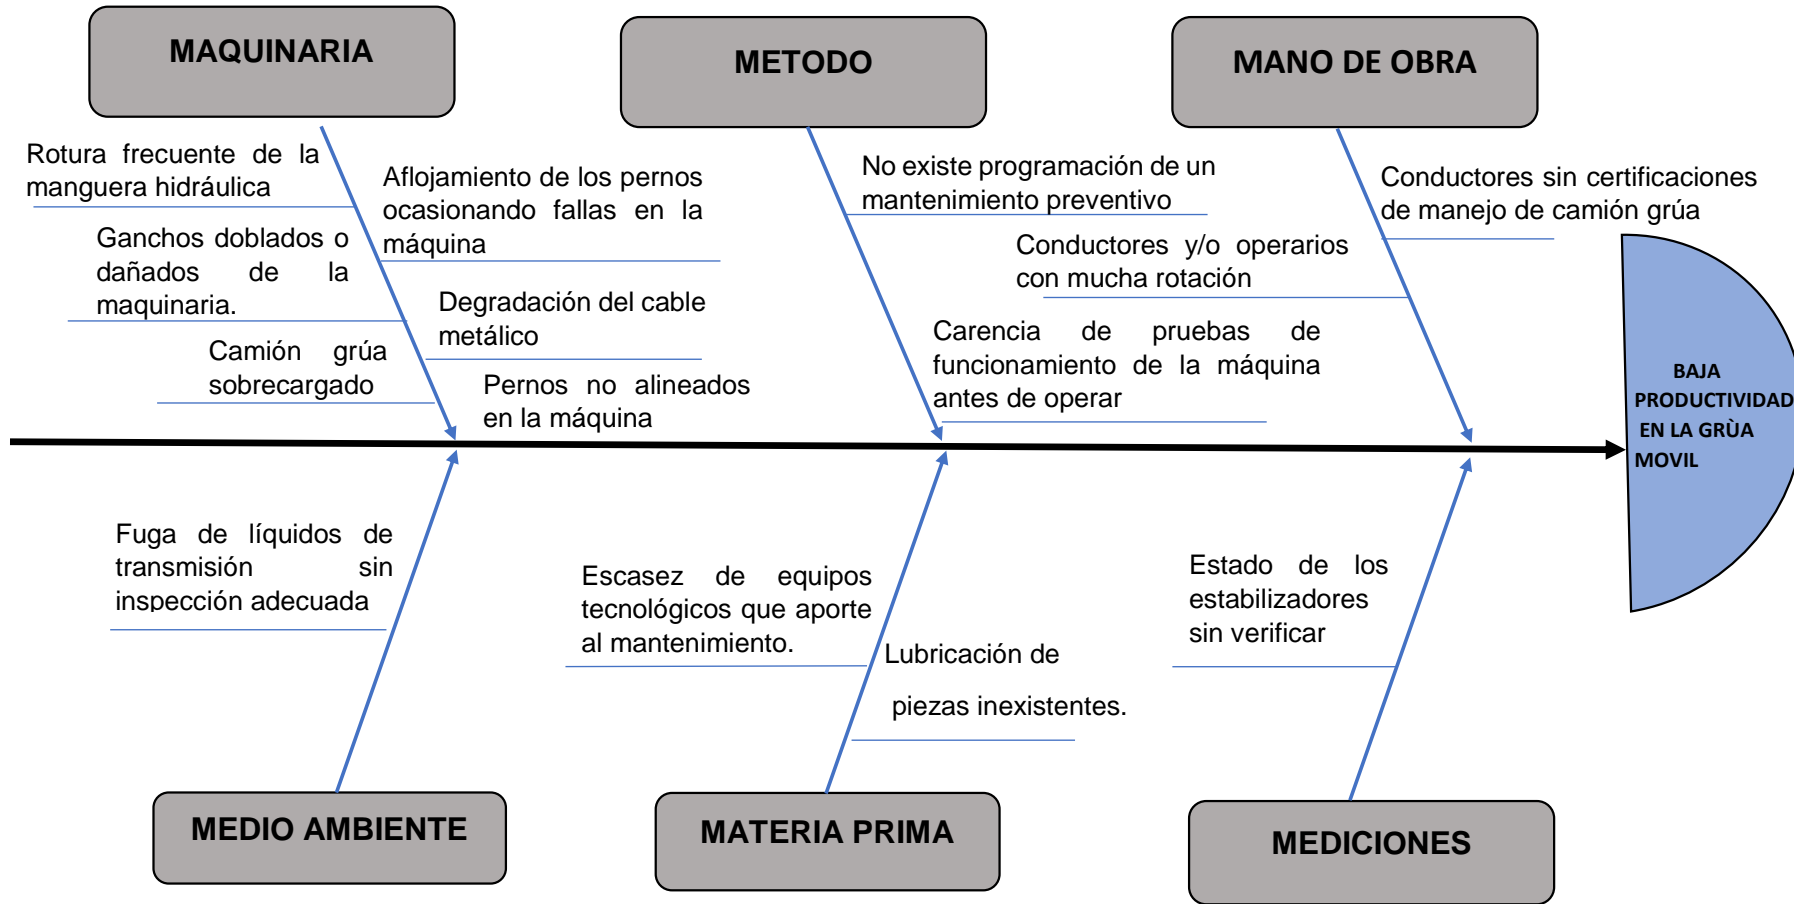 MAQUINARIA
METODO
MANO DE OBRA
Rotura frecuente de la
manguera hidráulica
Aflojamiento de los pernos
ocasionando fallas en la
máquina
Ganchos doblados o
dañados de la
maquinaria.
Degradación del cable
metálico
Camión grúa
sobrecargado
Pernos no alineados
en la máquina
No existe programación de un
mantenimiento preventivo
Carencia de pruebas de
funcionamiento de la máquina
antes de operar
Conductores sin certificaciones
de manejo de camión grúa
Conductores y/o operarios
con mucha rotación
BAJA
PRODUCTIVIDAD
EN LA GRÙA
MOVIL
Fuga de líquidos de
transmisión sin
inspección adecuada
Escasez de equipos
tecnológicos que aporte
al mantenimiento.
Lubricación de
piezas inexistentes.
Estado de los
estabilizadores
sin verificar
MEDIO AMBIENTE
MATERIA PRIMA
MEDICIONES